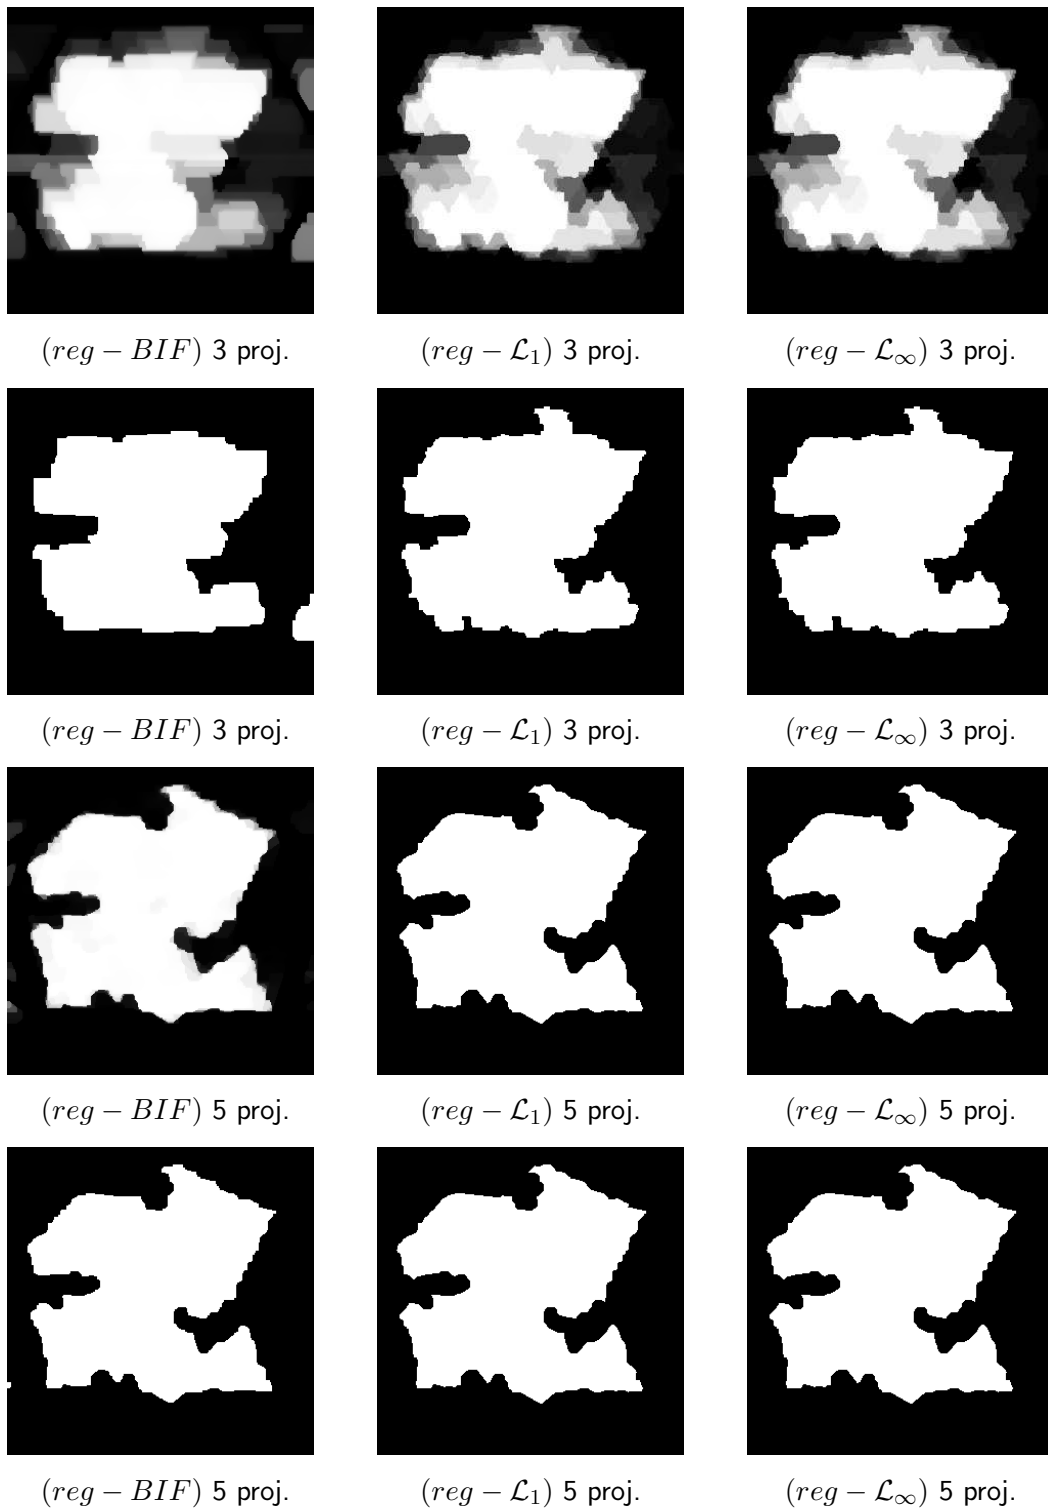 (reg − BIF) 3 proj.
(reg − ℒ₁) 3 proj.
(reg − ℒ∞) 3 proj.
(reg − BIF) 3 proj.
(reg − ℒ₁) 3 proj.
(reg − ℒ∞) 3 proj.
(reg − BIF) 5 proj.
(reg − ℒ₁) 5 proj.
(reg − ℒ∞) 5 proj.
(reg − BIF) 5 proj.
(reg − ℒ₁) 5 proj.
(reg − ℒ∞) 5 proj.